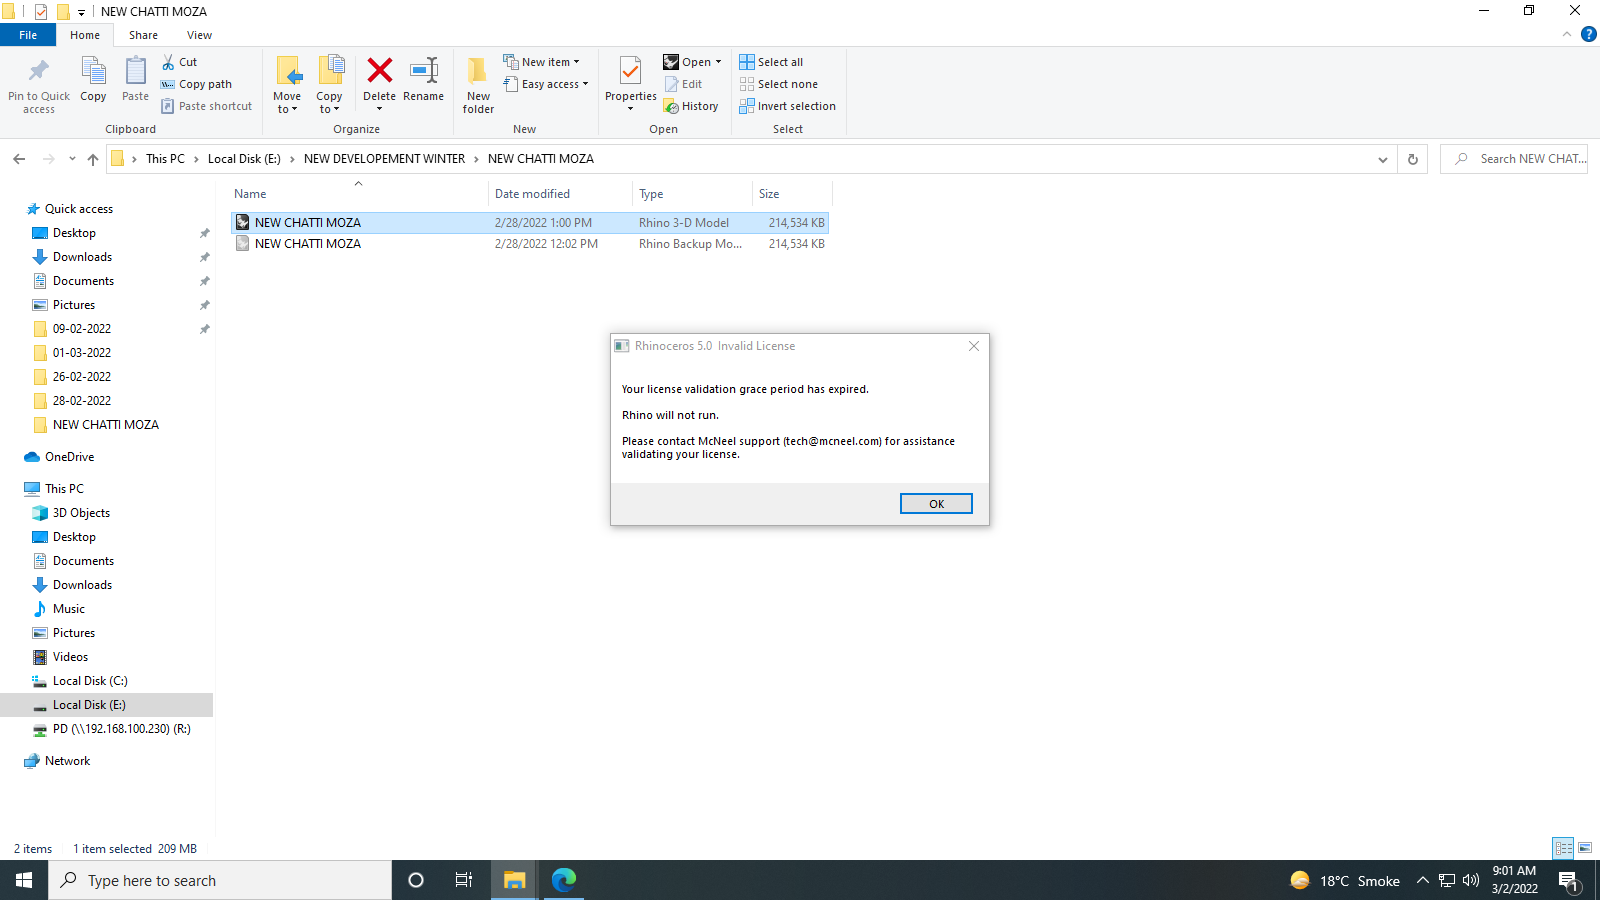 NEW CHATTI MOZA
File Home Share View
Pin to Quick access
Copy
Paste
Cut
Copy path
Paste shortcut
Clipboard
Move to
Copy to
Delete
Rename
Organize
New folder
New item
Easy access
New
Properties
Open
Edit
History
Open
Select all
Select none
Invert selection
Select
This PC > Local Disk (E:) > NEW DEVELOPEMENT WINTER > NEW CHATTI MOZA
Search NEW CHAT...
Name Date modified Type Size
NEW CHATTI MOZA 2/28/2022 1:00 PM Rhino 3-D Model 214,534 KB
NEW CHATTI MOZA 2/28/2022 12:02 PM Rhino Backup Mo... 214,534 KB
Quick access
Desktop
Downloads
Documents
Pictures
09-02-2022
01-03-2022
26-02-2022
28-02-2022
NEW CHATTI MOZA
OneDrive
This PC
3D Objects
Desktop
Documents
Downloads
Music
Pictures
Videos
Local Disk (C:)
Local Disk (E:)
PD (\\192.168.100.230) (R:)
Network
Rhinoceros 5.0 Invalid License
Your license validation grace period has expired.
Rhino will not run.
Please contact McNeel support (tech@mcneel.com) for assistance
validating your license.
OK
2 items 1 item selected 209 MB
Type here to search
18°C Smoke
9:01 AM
3/2/2022
1